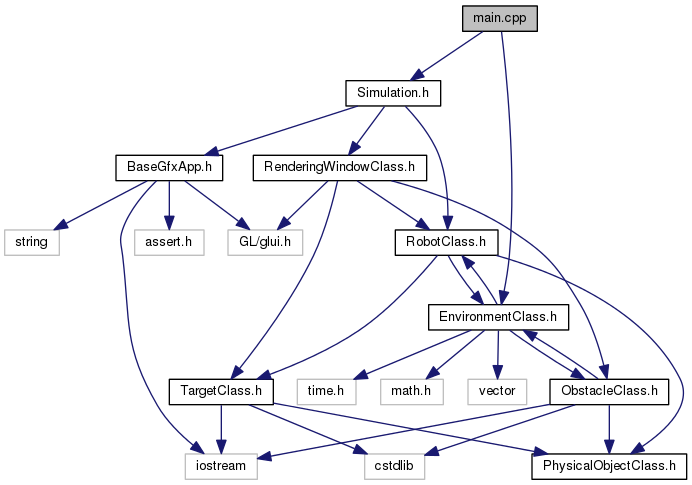 main.cpp
Simulation.h
BaseGfxApp.h
RenderingWindowClass.h
string
assert.h
GL/glui.h
RobotClass.h
EnvironmentClass.h
TargetClass.h
time.h
math.h
vector
ObstacleClass.h
iostream
cstdlib
PhysicalObjectClass.h